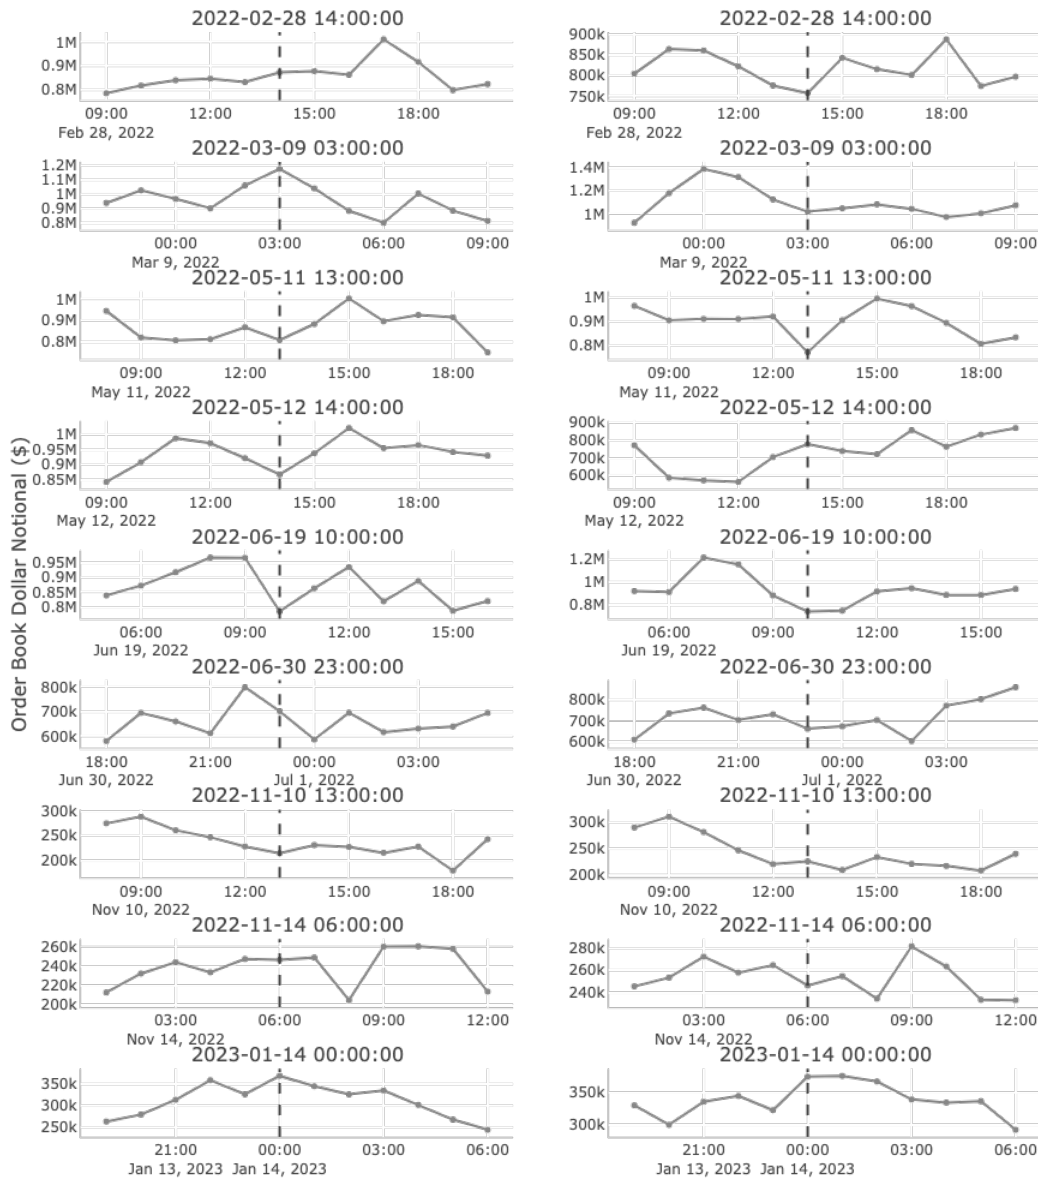 2022-02-28 14:00:00
1M
0.9M
0.8M
09:00 12:00 15:00 18:00
Feb 28, 2022
2022-02-28 14:00:00
900k
850k
800k
750k
09:00 12:00 15:00 18:00
Feb 28, 2022
2022-03-09 03:00:00
1.2M
1.1M
1M
0.9M
0.8M
00:00 03:00 06:00 09:00
Mar 9, 2022
2022-03-09 03:00:00
1.4M
1.2M
1M
00:00 03:00 06:00 09:00
Mar 9, 2022
2022-05-11 13:00:00
1M
0.9M
0.8M
09:00 12:00 15:00 18:00
May 11, 2022
2022-05-11 13:00:00
1M
0.9M
0.8M
09:00 12:00 15:00 18:00
May 11, 2022
2022-05-12 14:00:00
1M
0.95M
0.9M
0.85M
09:00 12:00 15:00 18:00
May 12, 2022
2022-05-12 14:00:00
900k
800k
700k
600k
09:00 12:00 15:00 18:00
May 12, 2022
Order Book Dollar Notional ($)
2022-06-19 10:00:00
0.95M
0.9M
0.85M
0.8M
06:00 09:00 12:00 15:00
Jun 19, 2022
2022-06-19 10:00:00
1.2M
1M
0.8M
06:00 09:00 12:00 15:00
Jun 19, 2022
2022-06-30 23:00:00
800k
700k
600k
18:00 21:00 00:00 03:00
Jun 30, 2022 Jul 1, 2022
2022-06-30 23:00:00
800k
700k
600k
18:00 21:00 00:00 03:00
Jun 30, 2022 Jul 1, 2022
2022-11-10 13:00:00
300k
250k
200k
09:00 12:00 15:00 18:00
Nov 10, 2022
2022-11-10 13:00:00
300k
250k
200k
09:00 12:00 15:00 18:00
Nov 10, 2022
2022-11-14 06:00:00
260k
240k
220k
200k
03:00 06:00 09:00 12:00
Nov 14, 2022
2022-11-14 06:00:00
280k
260k
240k
03:00 06:00 09:00 12:00
Nov 14, 2022
2023-01-14 00:00:00
350k
300k
250k
21:00 00:00 03:00 06:00
Jan 13, 2023 Jan 14, 2023
2023-01-14 00:00:00
350k
300k
21:00 00:00 03:00 06:00
Jan 13, 2023 Jan 14, 2023